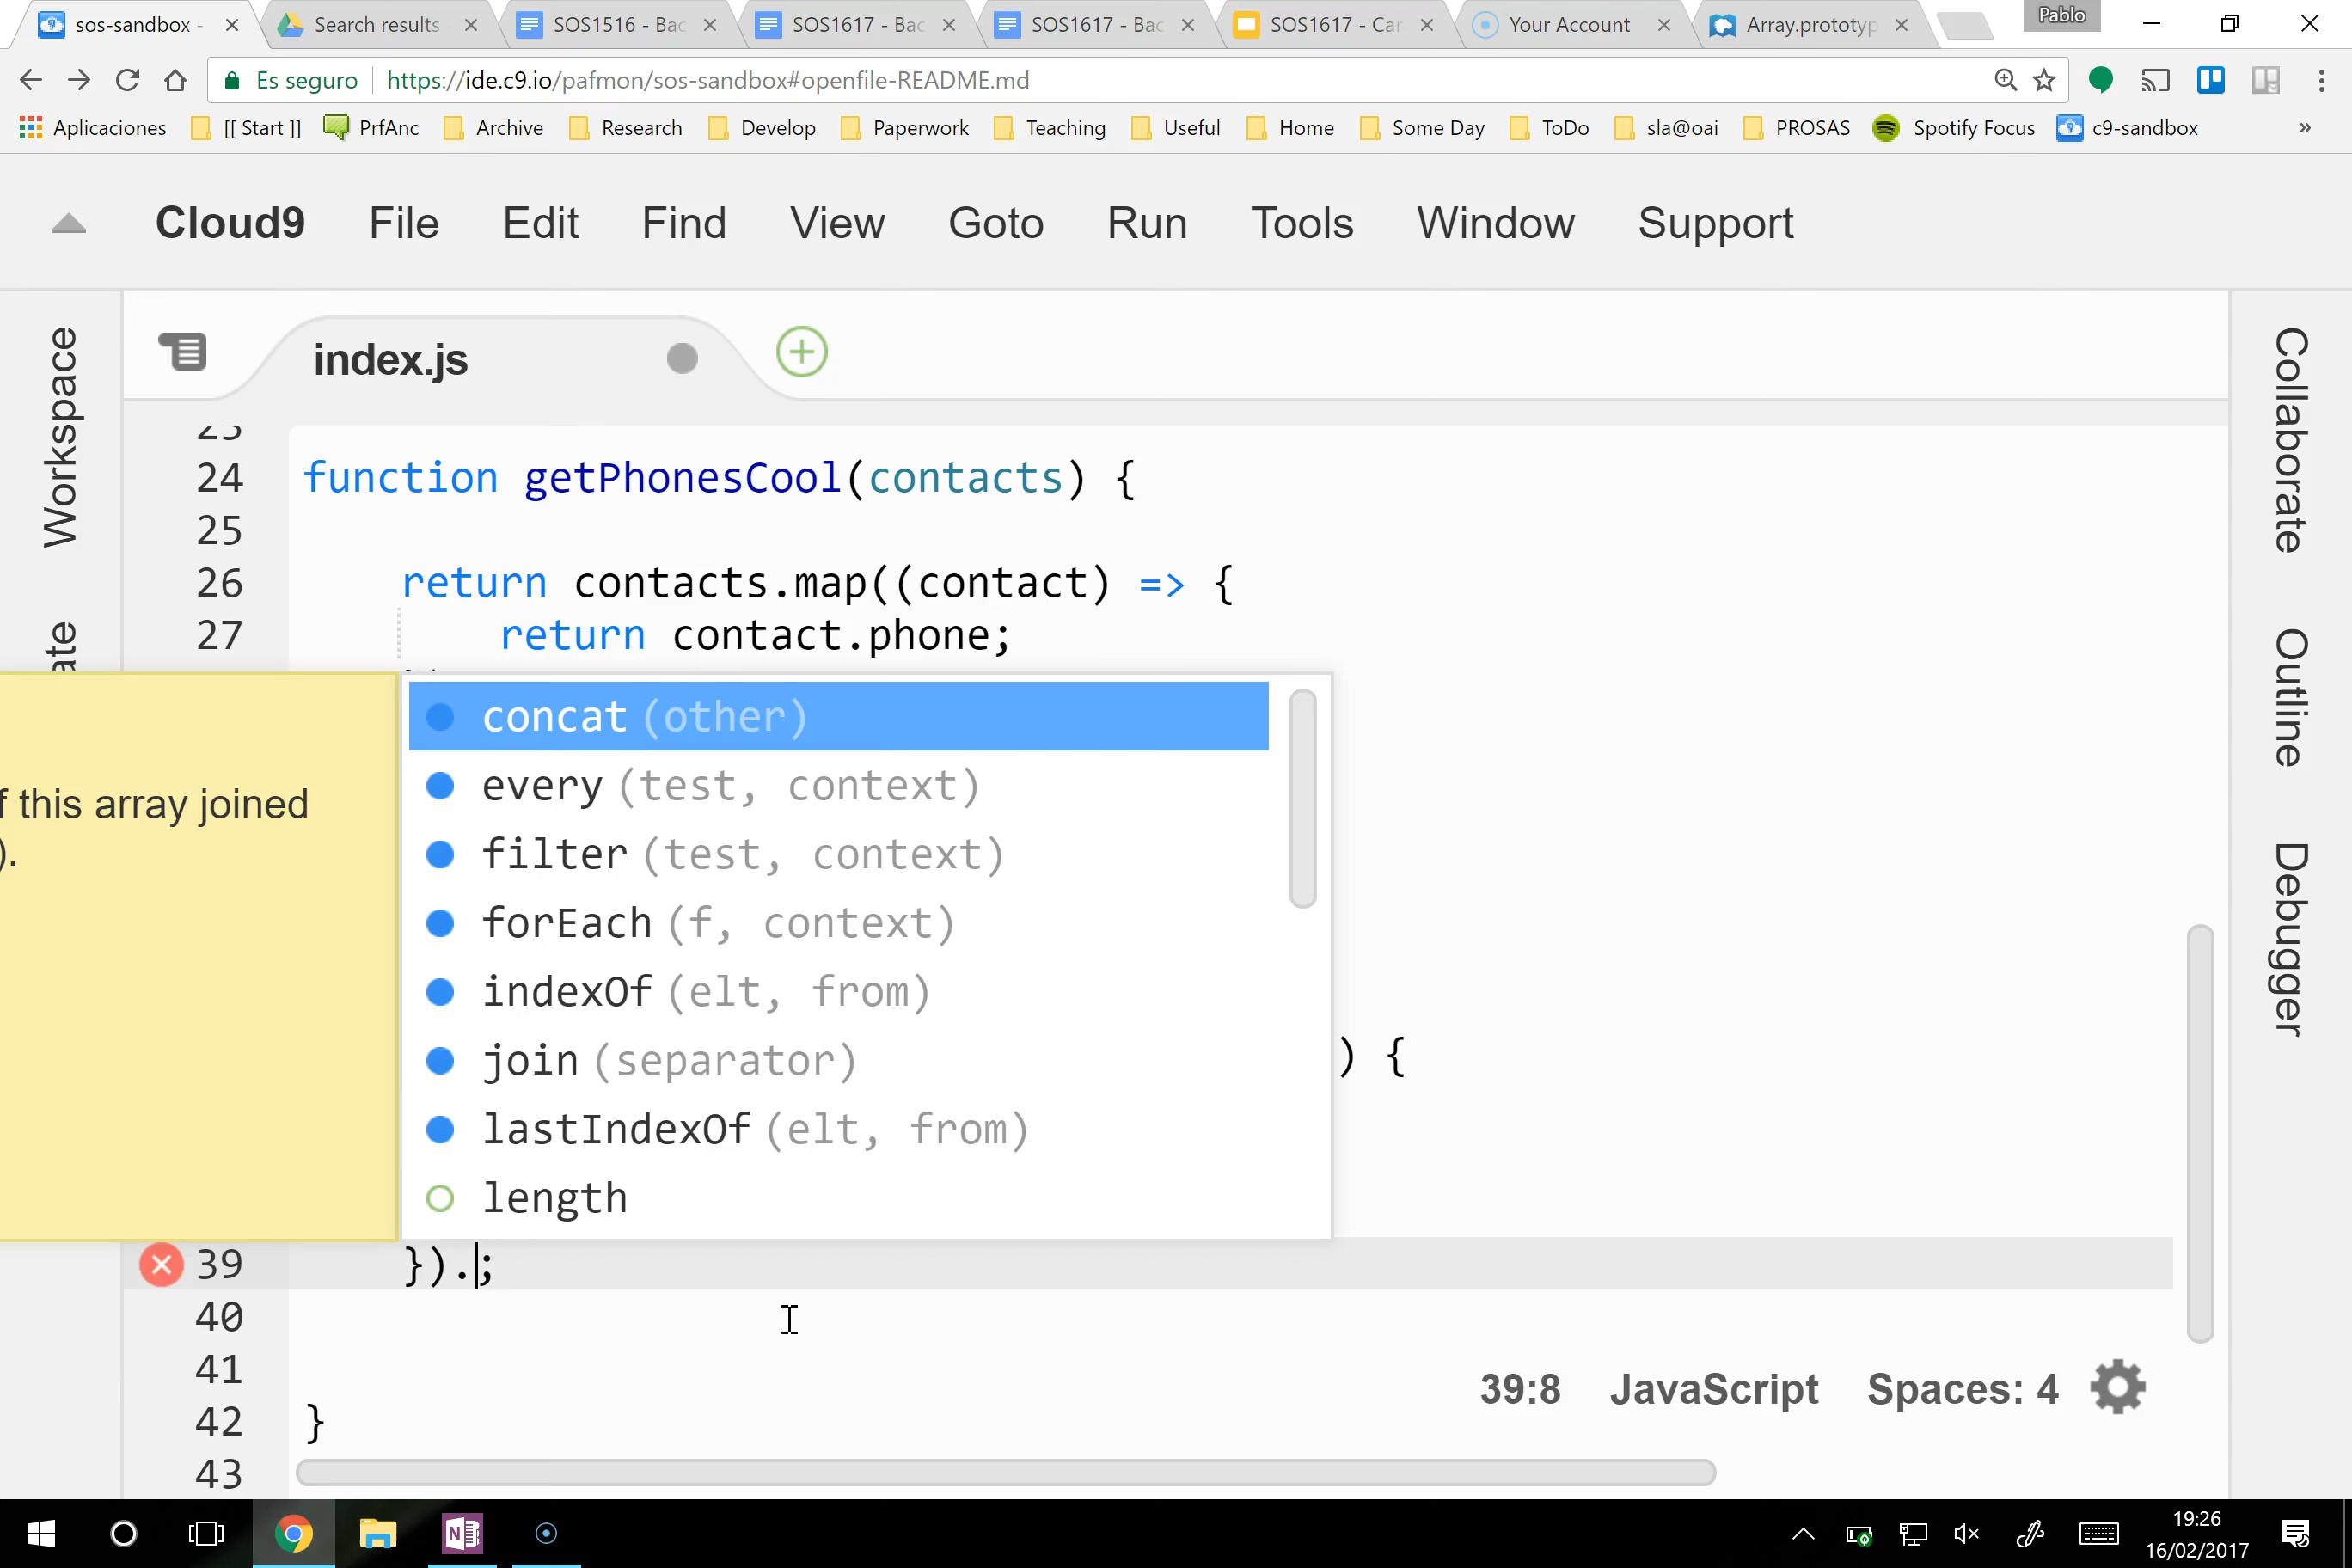 sos-sandbox -
Search results
SOS1516 - Bac
SOS1617 - Bac
SOS1617 - Bac
SOS1617 - Car
Your Account
Array.prototyp
Pablo
Es seguro
https://ide.c9.io/pafmon/sos-sandbox#openfile-README.md
Aplicaciones
[[ Start ]]
PrfAnc
Archive
Research
Develop
Paperwork
Teaching
Useful
Home
Some Day
ToDo
sla@oai
PROSAS
Spotify Focus
c9-sandbox
»
Cloud9 File Edit Find View Goto Run Tools Window Support
Workspace
index.js
Collaborate
Outline
Debugger
23
24 function getPhonesCool(contacts) {
25
26 return contacts.map((contact) => {
27 return contact.phone;
f this array joined
).
concat(other)
every(test, context)
filter(test, context)
forEach(f, context)
indexOf(elt, from)
join(separator)
lastIndexOf(elt, from)
length
) {
39 }).;
40
41
42 }
43
39:8 JavaScript Spaces: 4
19:26
16/02/2017